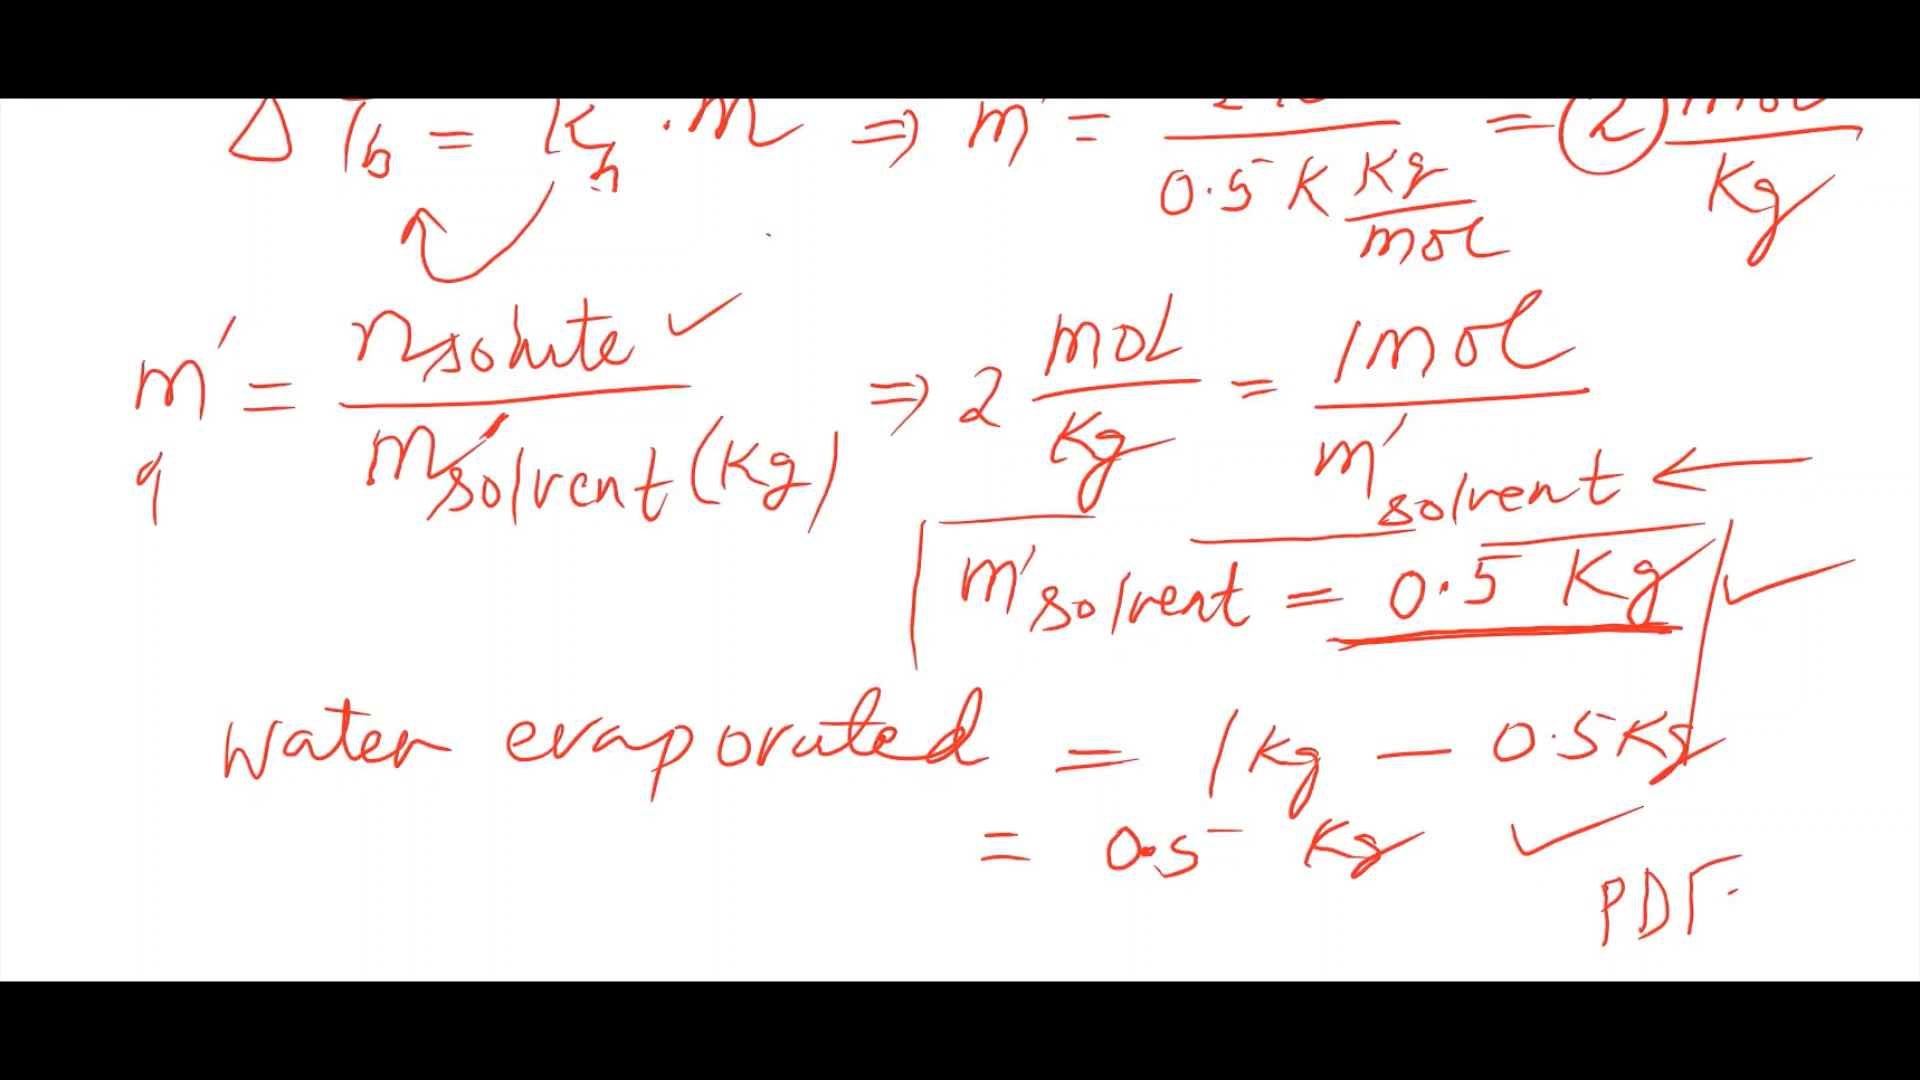 ΔTb = Kb · m ⇒ m' = / 0.5 K Kg/mol = 2 mol/Kg
m' = nsolute / m'solvent (Kg) ⇒ 2 mol/Kg = 1 mol / m'solvent ←
m'solvent = 0.5 Kg
Water evaporated = 1 Kg − 0.5 Kg
= 0.5 Kg
PDF